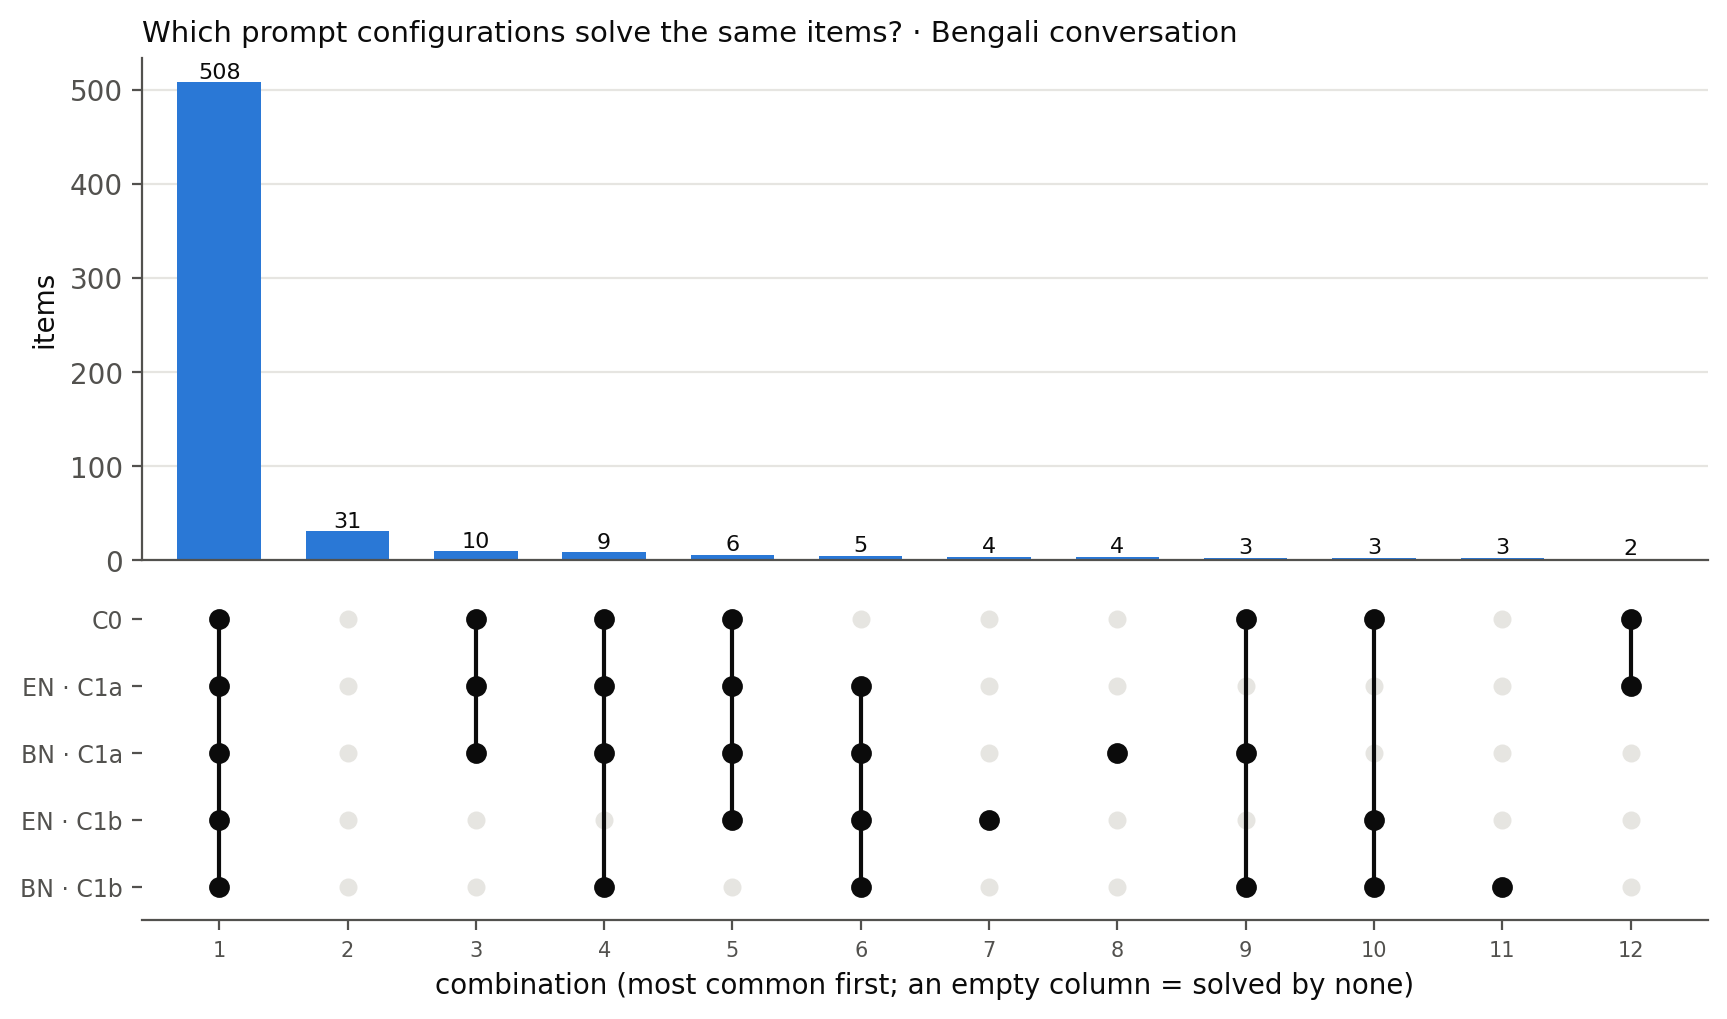 Which prompt configurations solve the same items? · Bengali conversation
items
500
400
300
200
100
0
508
31
10
9
6
5
4
4
3
3
3
2
C0
EN · C1a
BN · C1a
EN · C1b
BN · C1b
1 2 3 4 5 6 7 8 9 10 11 12
combination (most common first; an empty column = solved by none)